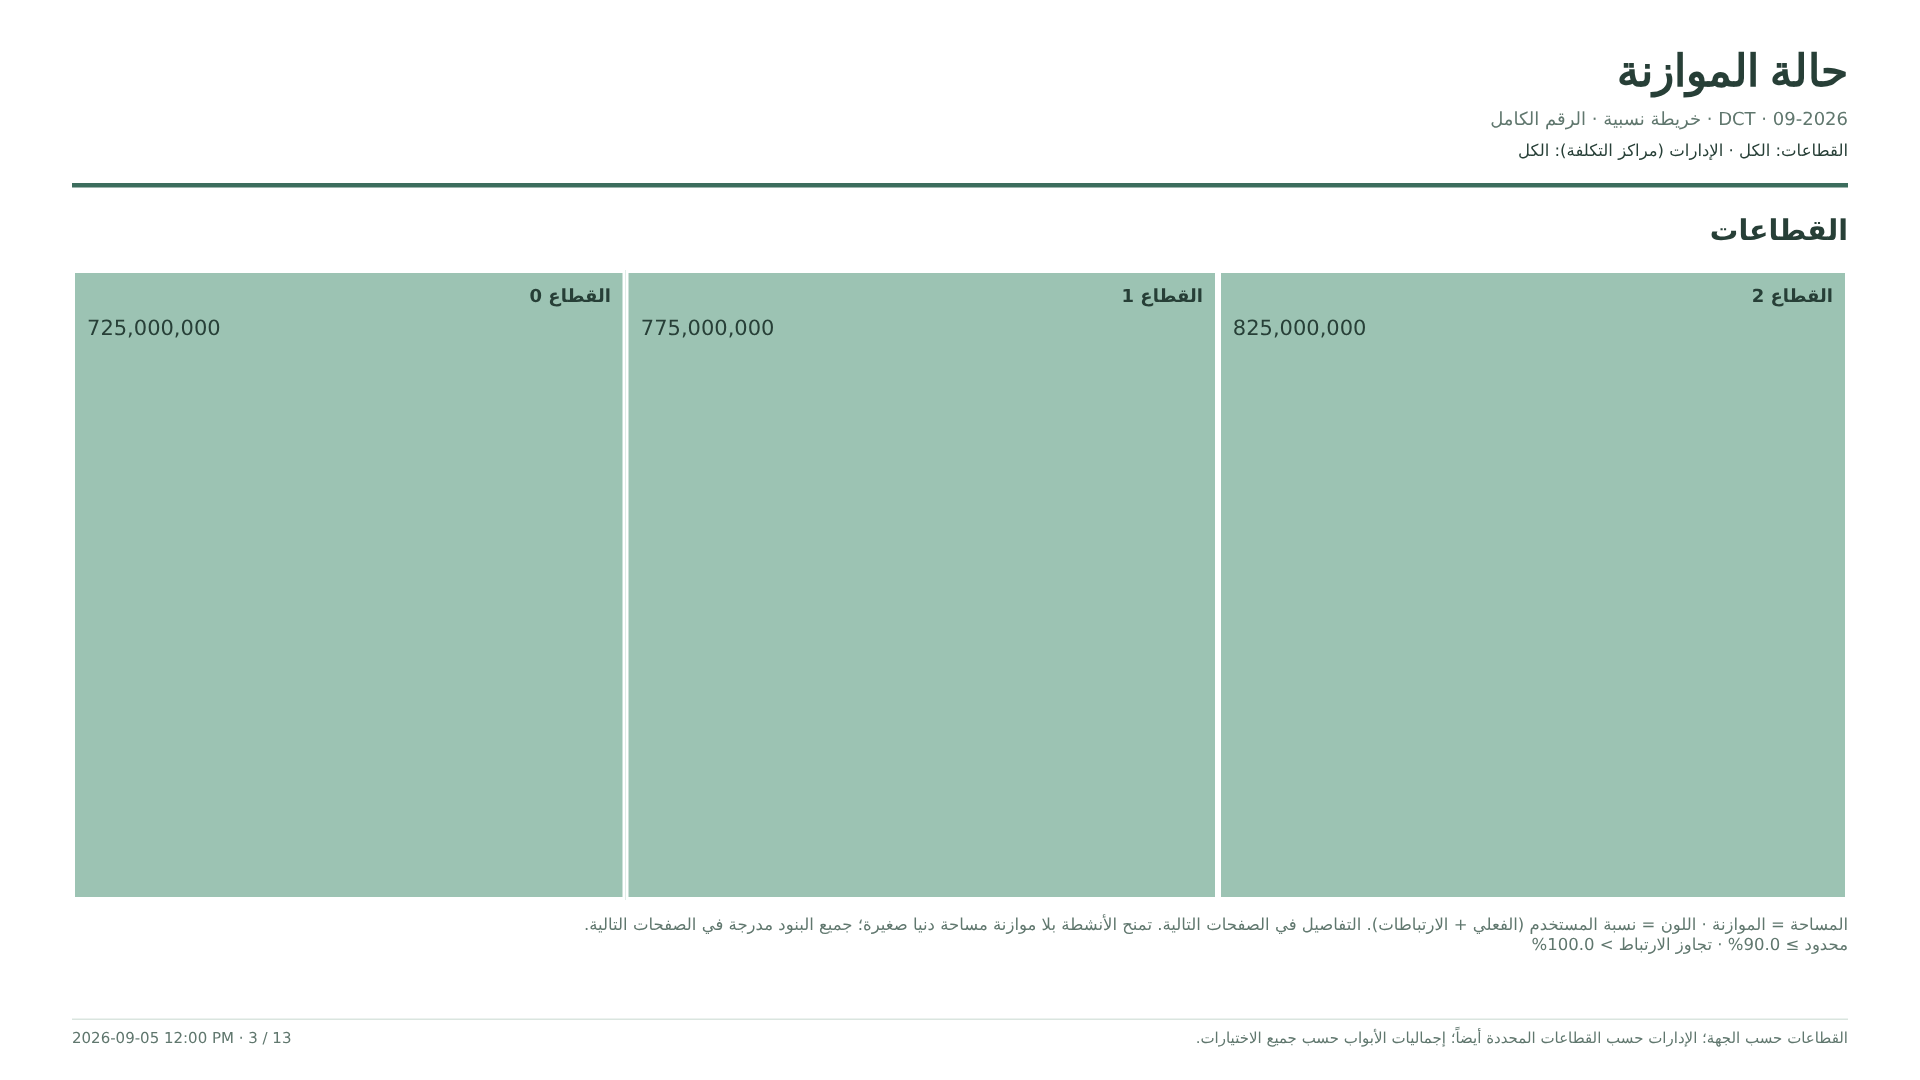 حالة الموازنة
DCT · 09-2026 · خريطة نسبية · الرقم الكامل
القطاعات: الكل · الإدارات (مراكز التكلفة): الكل
القطاعات
القطاع 2
825,000,000
القطاع 1
775,000,000
القطاع 0
725,000,000
المساحة = الموازنة · اللون = نسبة المستخدم (الفعلي + الارتباطات). التفاصيل في الصفحات التالية. تمنح الأنشطة بلا موازنة مساحة دنيا صغيرة؛ جميع البنود مدرجة في الصفحات التالية.
محدود ≥ 90.0% · تجاوز الارتباط > 100.0%
القطاعات حسب الجهة؛ الإدارات حسب القطاعات المحددة أيضاً؛ إجماليات الأبواب حسب جميع الاختيارات.
2026-09-05 12:00 PM · 3 / 13